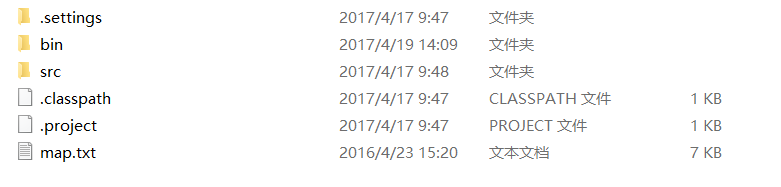 .settings 2017/4/17 9:47 文件夹
bin 2017/4/19 14:09 文件夹
src 2017/4/17 9:48 文件夹
.classpath 2017/4/17 9:47 CLASSPATH 文件 1 KB
.project 2017/4/17 9:47 PROJECT 文件 1 KB
map.txt 2016/4/23 15:20 文本文档 7 KB